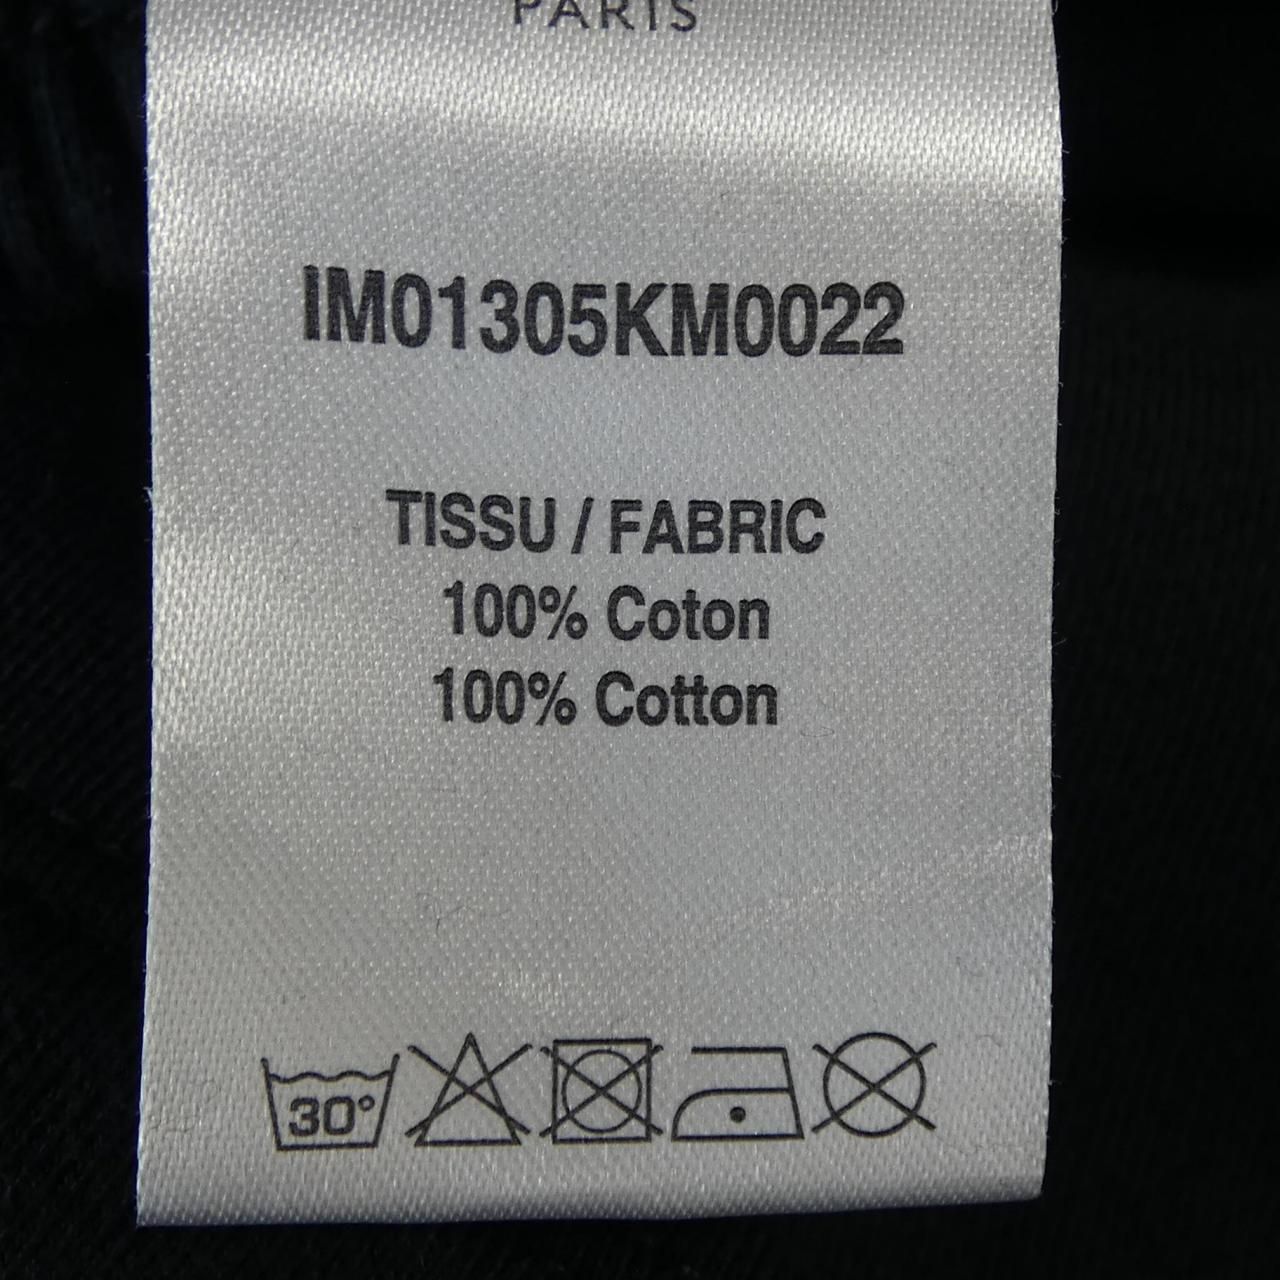 PARIS
IM01305KM0022
TISSU / FABRIC
100% Coton
100% Cotton
30°